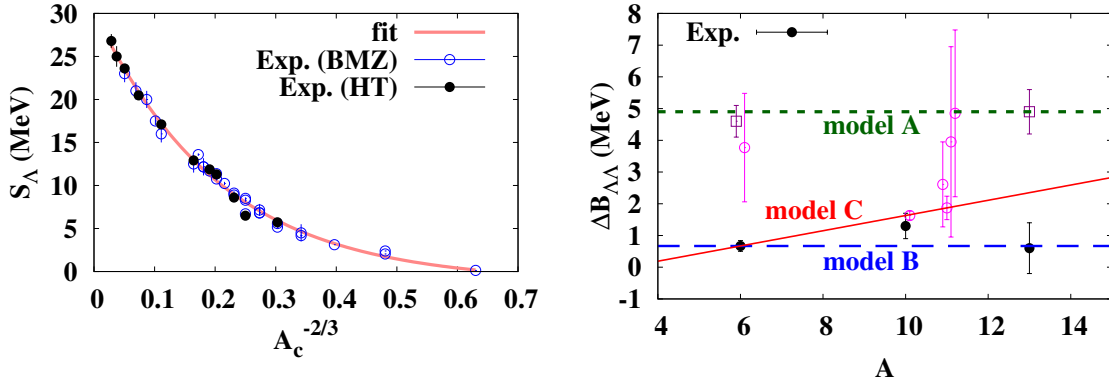 30
25
20
15
10
5
0
S_Λ (MeV)
fit
Exp. (BMZ)
Exp. (HT)
0 0.1 0.2 0.3 0.4 0.5 0.6 0.7
A_c^-2/3
8
7
6
5
4
3
2
1
0
-1
ΔB_ΛΛ (MeV)
Exp.
model A
model C
model B
4 6 8 10 12 14
A